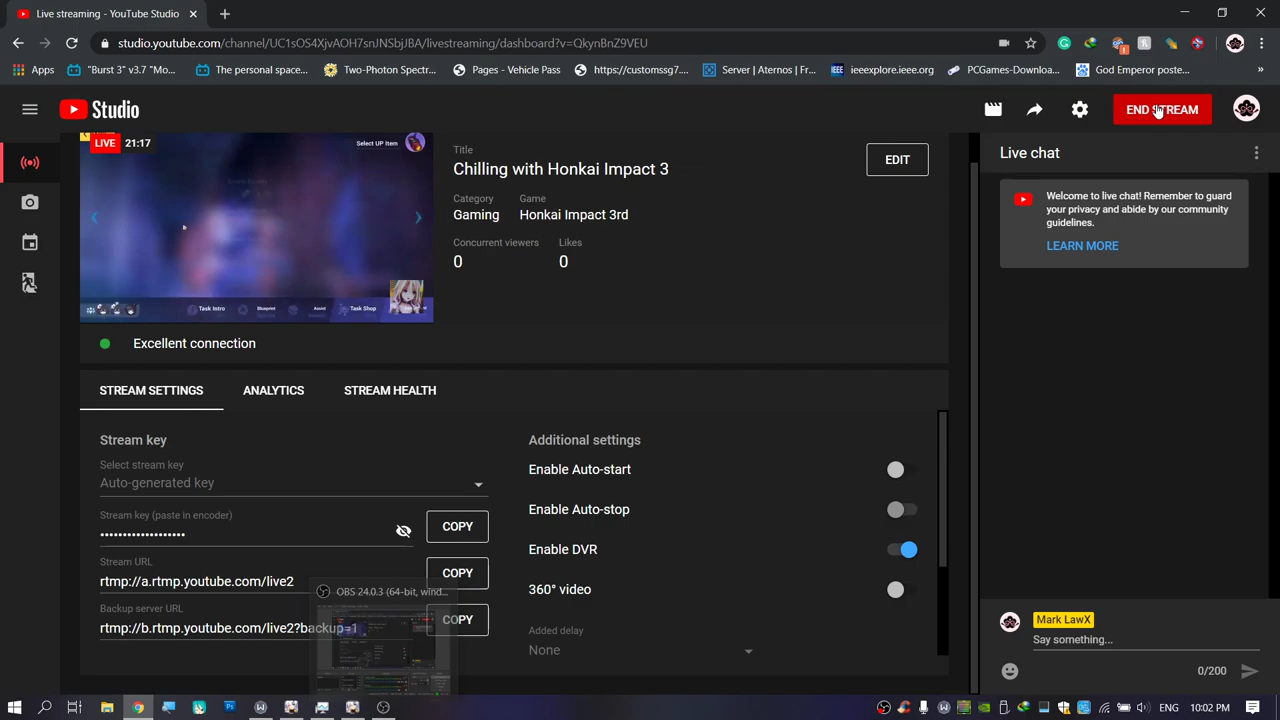 Live streaming - YouTube Studio
studio.youtube.com/channel/UC1sOS4XjvAOH7snJNSbjJBA/livestreaming/dashboard?v=QkynBnZ9VEU
Apps
"Burst 3" v3.7 "Mo...
The personal space...
Two-Photon Spectr...
Pages - Vehicle Pass
https://customssg7....
Server | Aternos | Fr...
ieeexplore.ieee.org
PCGames-Downloa...
God Emperor poste...
»
Studio
END STREAM
LIVE 21:17
Select UP Item
Task Intro
Blueprint
Task Shop
Title
Chilling with Honkai Impact 3
EDIT
Category
Game
Gaming
Honkai Impact 3rd
Concurrent viewers
Likes
0
0
Excellent connection
STREAM SETTINGS
ANALYTICS
STREAM HEALTH
Stream key
Select stream key
Auto-generated key
Stream key (paste in encoder)
••••••••••••••••••
COPY
Stream URL
rtmp://a.rtmp.youtube.com/live2
COPY
Backup server URL
rtmp://b.rtmp.youtube.com/live2?backup=1
COPY
OBS 24.0.3 (64-bit, wind...
Additional settings
Enable Auto-start
Enable Auto-stop
Enable DVR
360° video
Added delay
None
Live chat
Welcome to live chat! Remember to guard
your privacy and abide by our community
guidelines.
LEARN MORE
Mark LawX
Say something...
0/200
ENG
10:02 PM